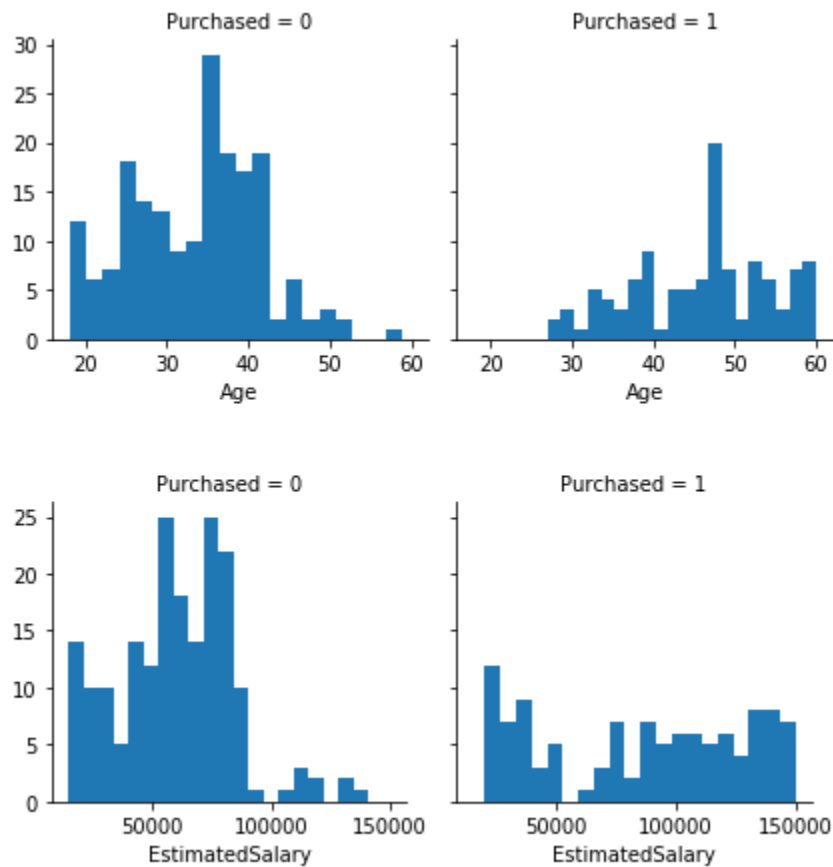 Purchased = 0
Purchased = 1
30
25
20
15
10
5
0
20 30 40 50 60
20 30 40 50 60
Age
Age
Purchased = 0
Purchased = 1
25
20
15
10
5
0
50000 100000 150000
50000 100000 150000
EstimatedSalary
EstimatedSalary